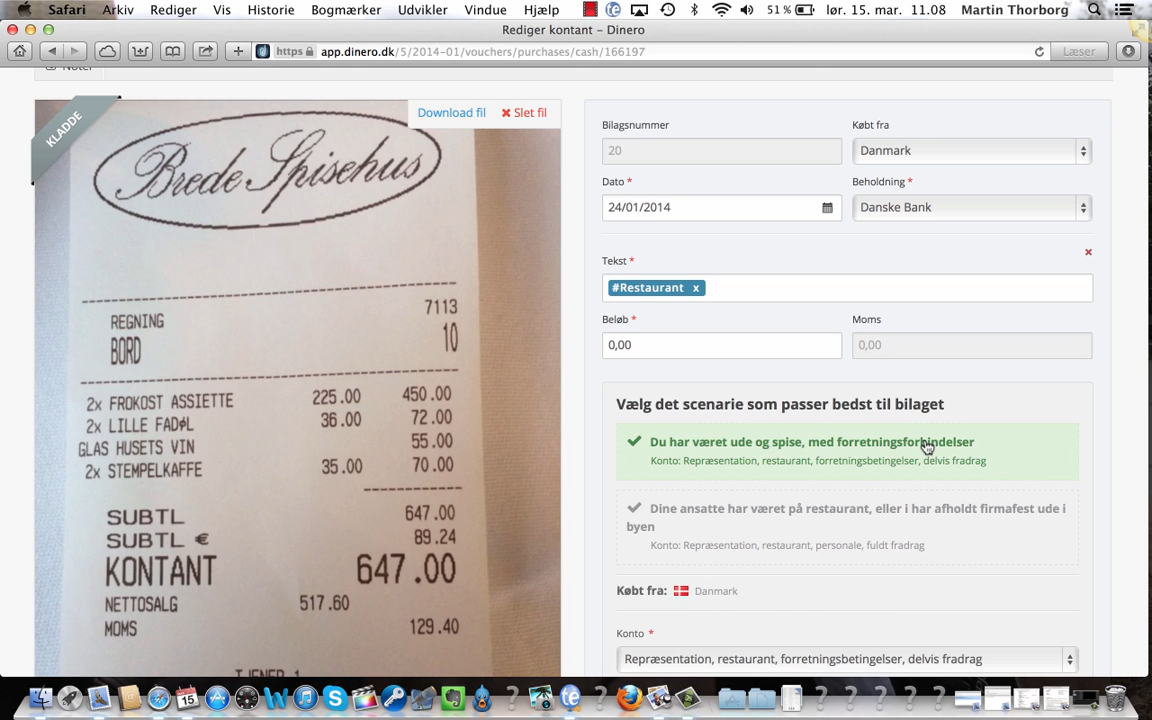 Safari Arkiv Rediger Vis Historie Bogmærker Udvikler Vindue Hjælp 51 % lør. 15. mar. 11.08 Martin Thorborg
Rediger kontant – Dinero
https app.dinero.dk/5/2014-01/vouchers/purchases/cash/166197 Læser
Noter
KLADDE
Download fil ✖ Slet fil
Brede Spisehus
REGNING 7113
BORD 10
2x FROKOST ASSIETTE 225.00 450.00
2x LILLE FADøL 36.00 72.00
GLAS HUSETS VIN 55.00
2x STEMPELKAFFE 35.00 70.00
SUBTL 647.00
SUBTL € 89.24
KONTANT 647.00
NETTOSALG 517.60
MOMS 129.40
TJENER 1
Bilagsnummer Købt fra
20 Danmark
Dato * Beholdning *
24/01/2014 Danske Bank
Tekst *
#Restaurant x
Beløb * Moms
0,00 0,00
Vælg det scenarie som passer bedst til bilaget
Du har været ude og spise, med forretningsforbindelser
Konto: Repræsentation, restaurant, forretningsbetingelser, delvis fradrag
Dine ansatte har været på restaurant, eller i har afholdt firmafest ude i
byen
Konto: Repræsentation, restaurant, personale, fuldt fradrag
Købt fra: Danmark
Konto *
Repræsentation, restaurant, forretningsbetingelser, delvis fradrag